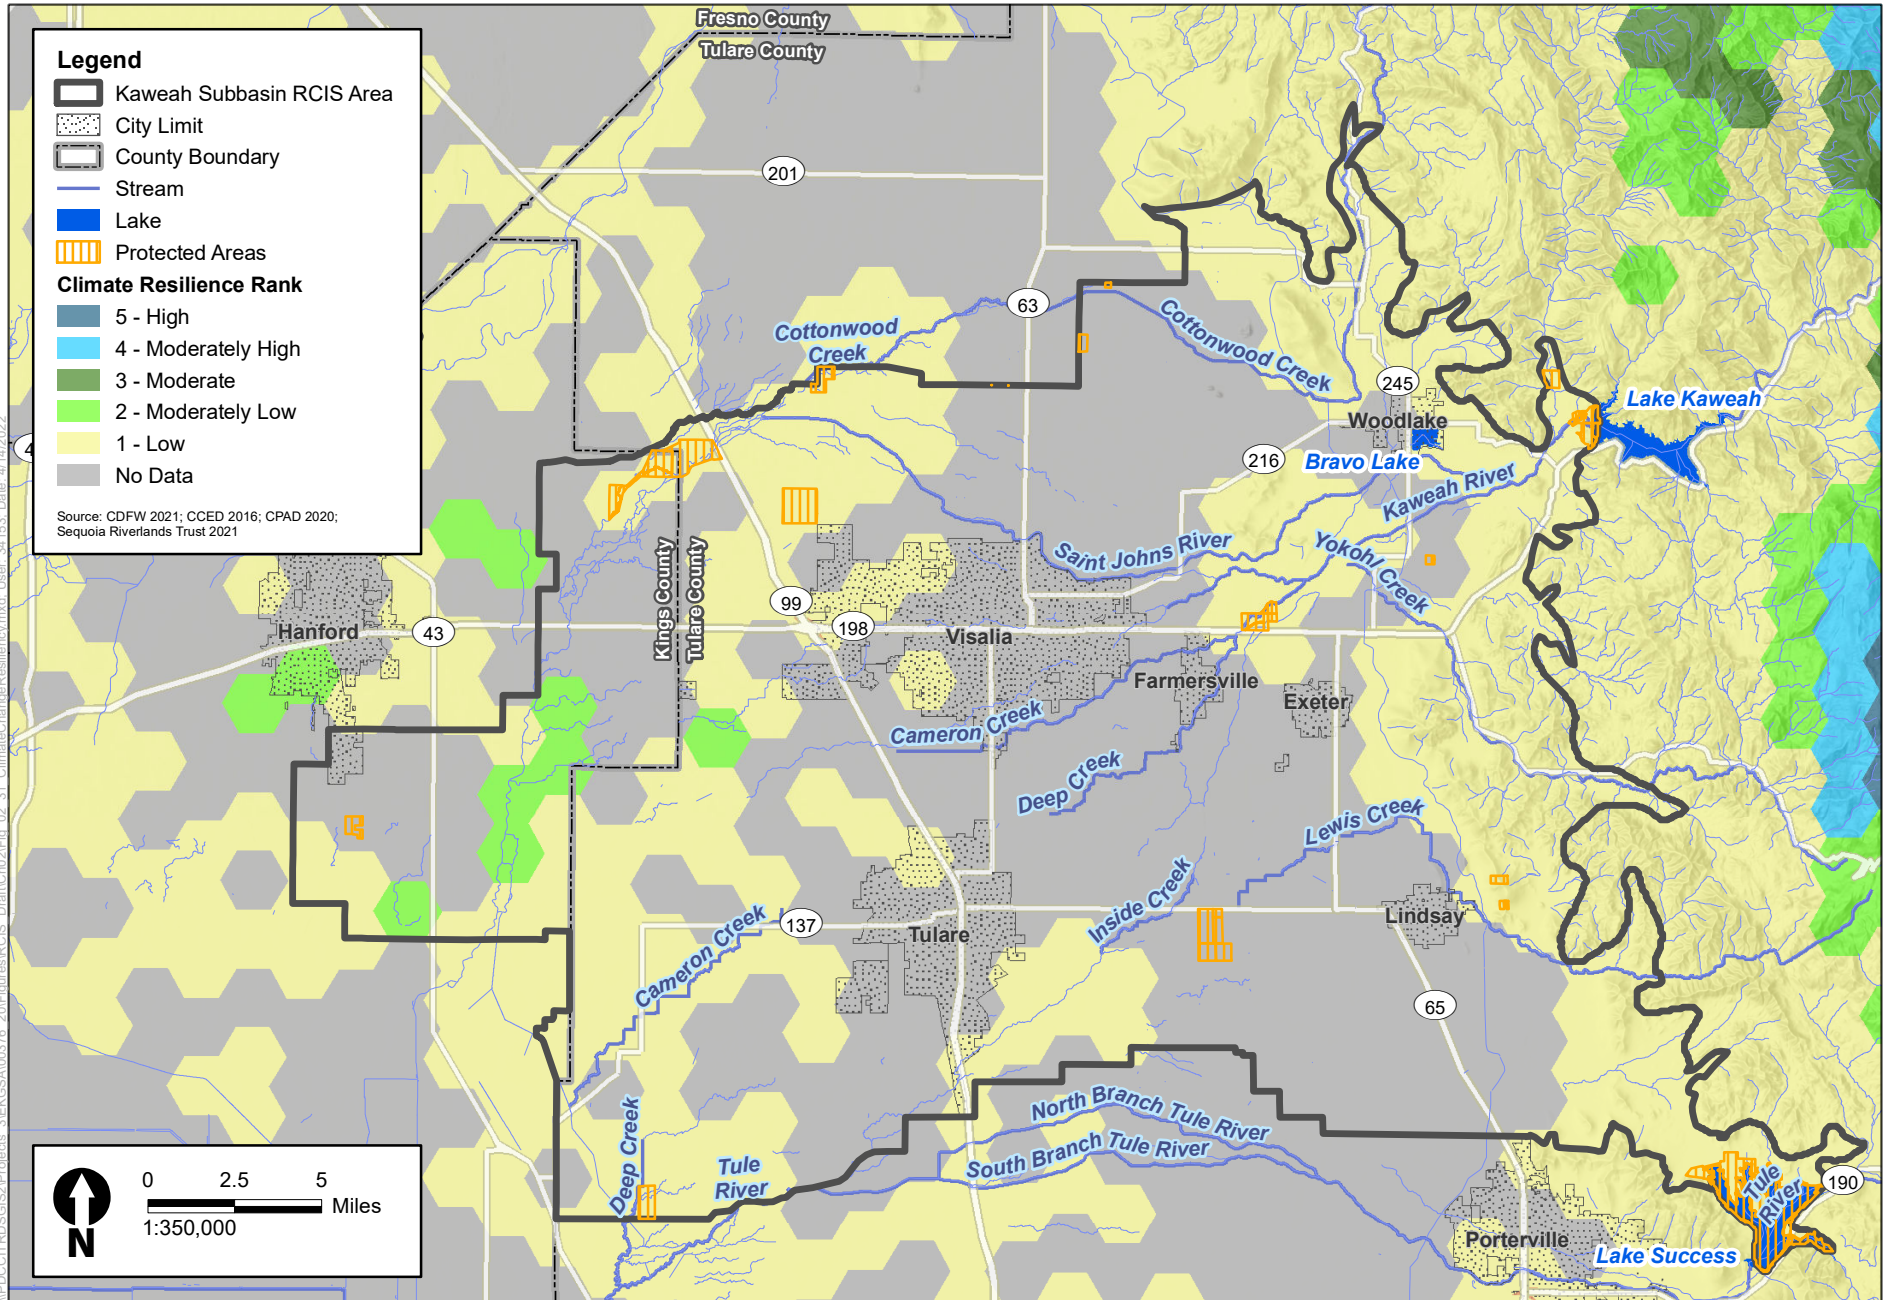 Legend
Kaweah Subbasin RCIS Area
City Limit
County Boundary
Stream
Lake
Protected Areas
Climate Resilience Rank
5 - High
4 - Moderately High
3 - Moderate
2 - Moderately Low
1 - Low
No Data
Source: CDFW 2021; CCED 2016; CPAD 2020;
Sequoia Riverlands Trust 2021
Fresno County
Tulare County
201
63
Cottonwood
Creek
Cottonwood Creek
245
Woodlake
Lake Kaweah
Bravo Lake
216
Kaweah River
Saint Johns River
Yokohl Creek
Kings County
Tulare County
99
198
Visalia
Hanford
43
Farmersville
Exeter
Cameron Creek
Deep Creek
Lewis Creek
Inside Creek
Lindsay
137
Tulare
Cameron Creek
65
North Branch Tule River
South Branch Tule River
Deep Creek
Tule
River
Tule
River
190
Porterville
Lake Success
N
0 2.5 5
Miles
1:350,000